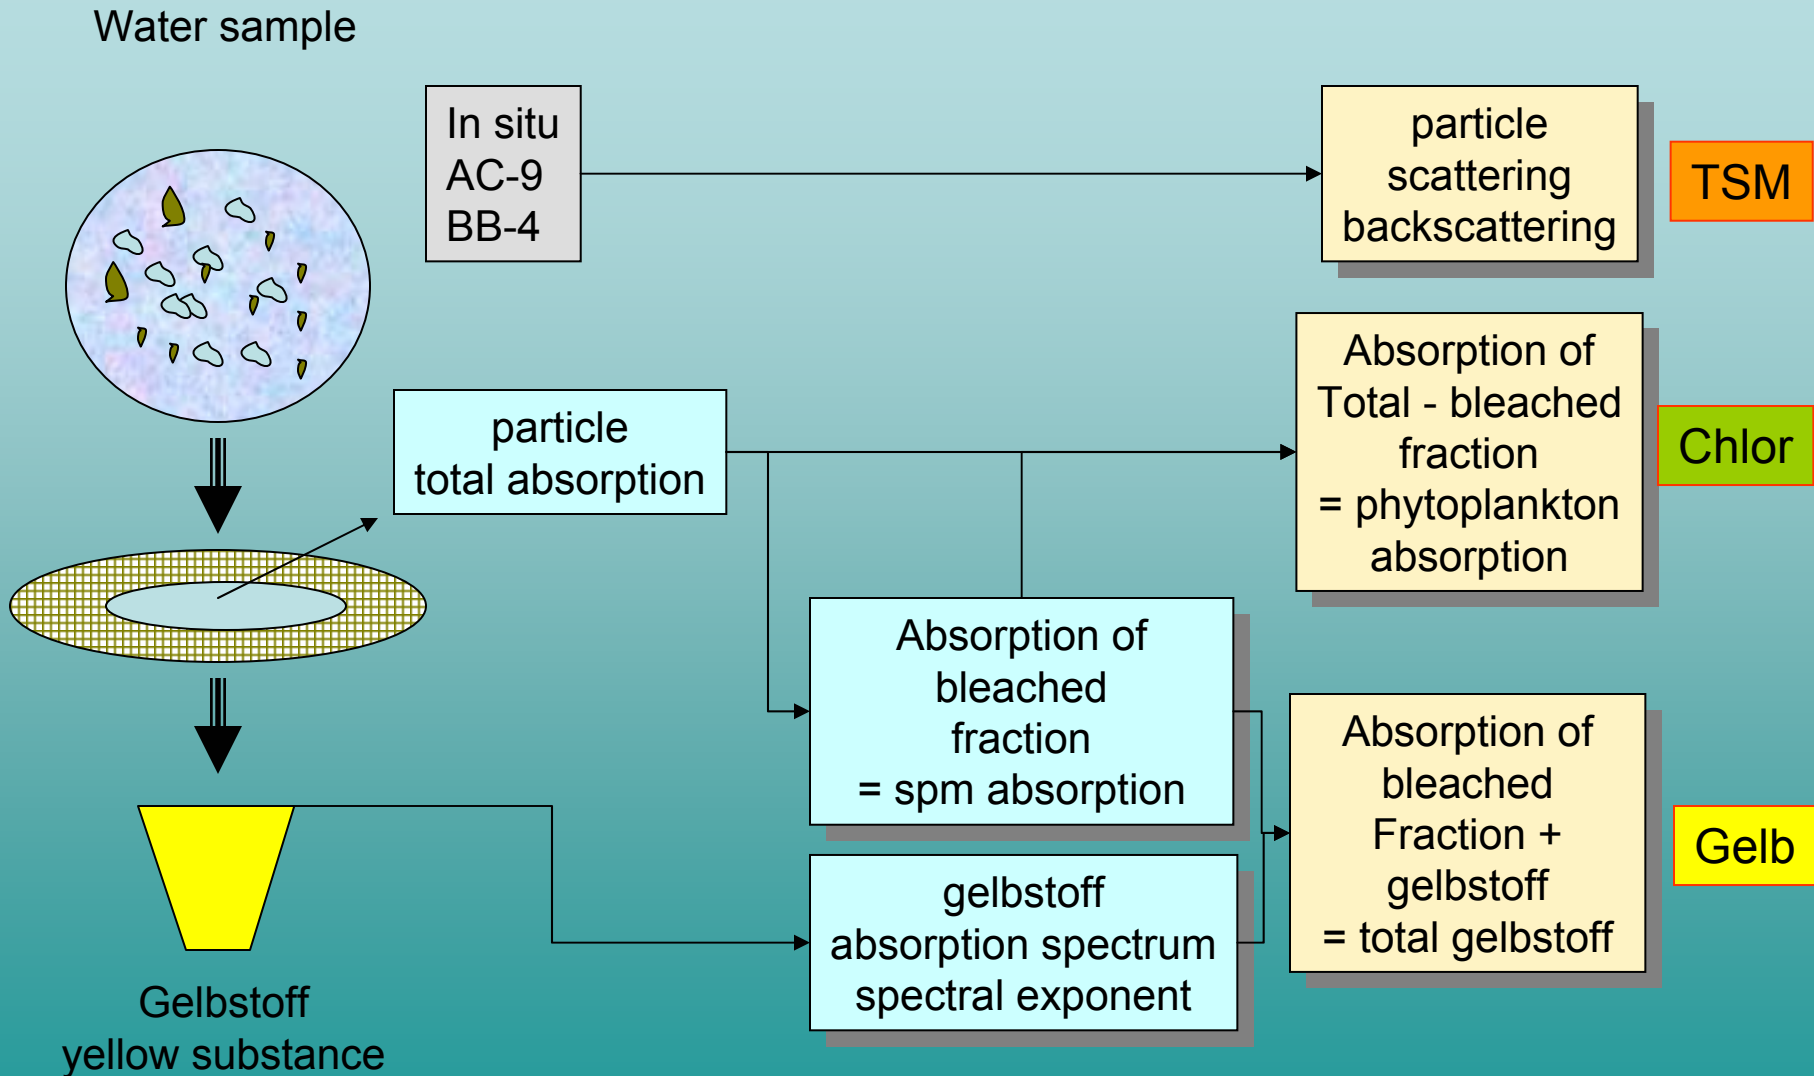 Water sample
In situ
AC-9
BB-4
particle
scattering
backscattering
TSM
particle
total absorption
Absorption of
Total - bleached
fraction
= phytoplankton
absorption
Chlor
Absorption of
bleached
fraction
= spm absorption
gelbstoff
absorption spectrum
spectral exponent
Absorption of
bleached
Fraction +
gelbstoff
= total gelbstoff
Gelb
Gelbstoff
yellow substance